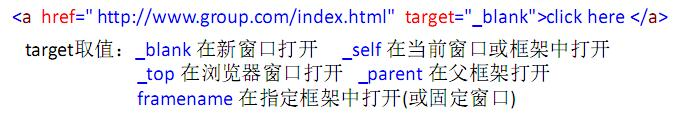 <a href=" http://www.group.com/index.html" target="_blank">click here </a>
target取值：_blank 在新窗口打开 _self 在当前窗口或框架中打开
_top 在浏览器窗口打开 _parent 在父框架打开
framename 在指定框架中打开(或固定窗口)